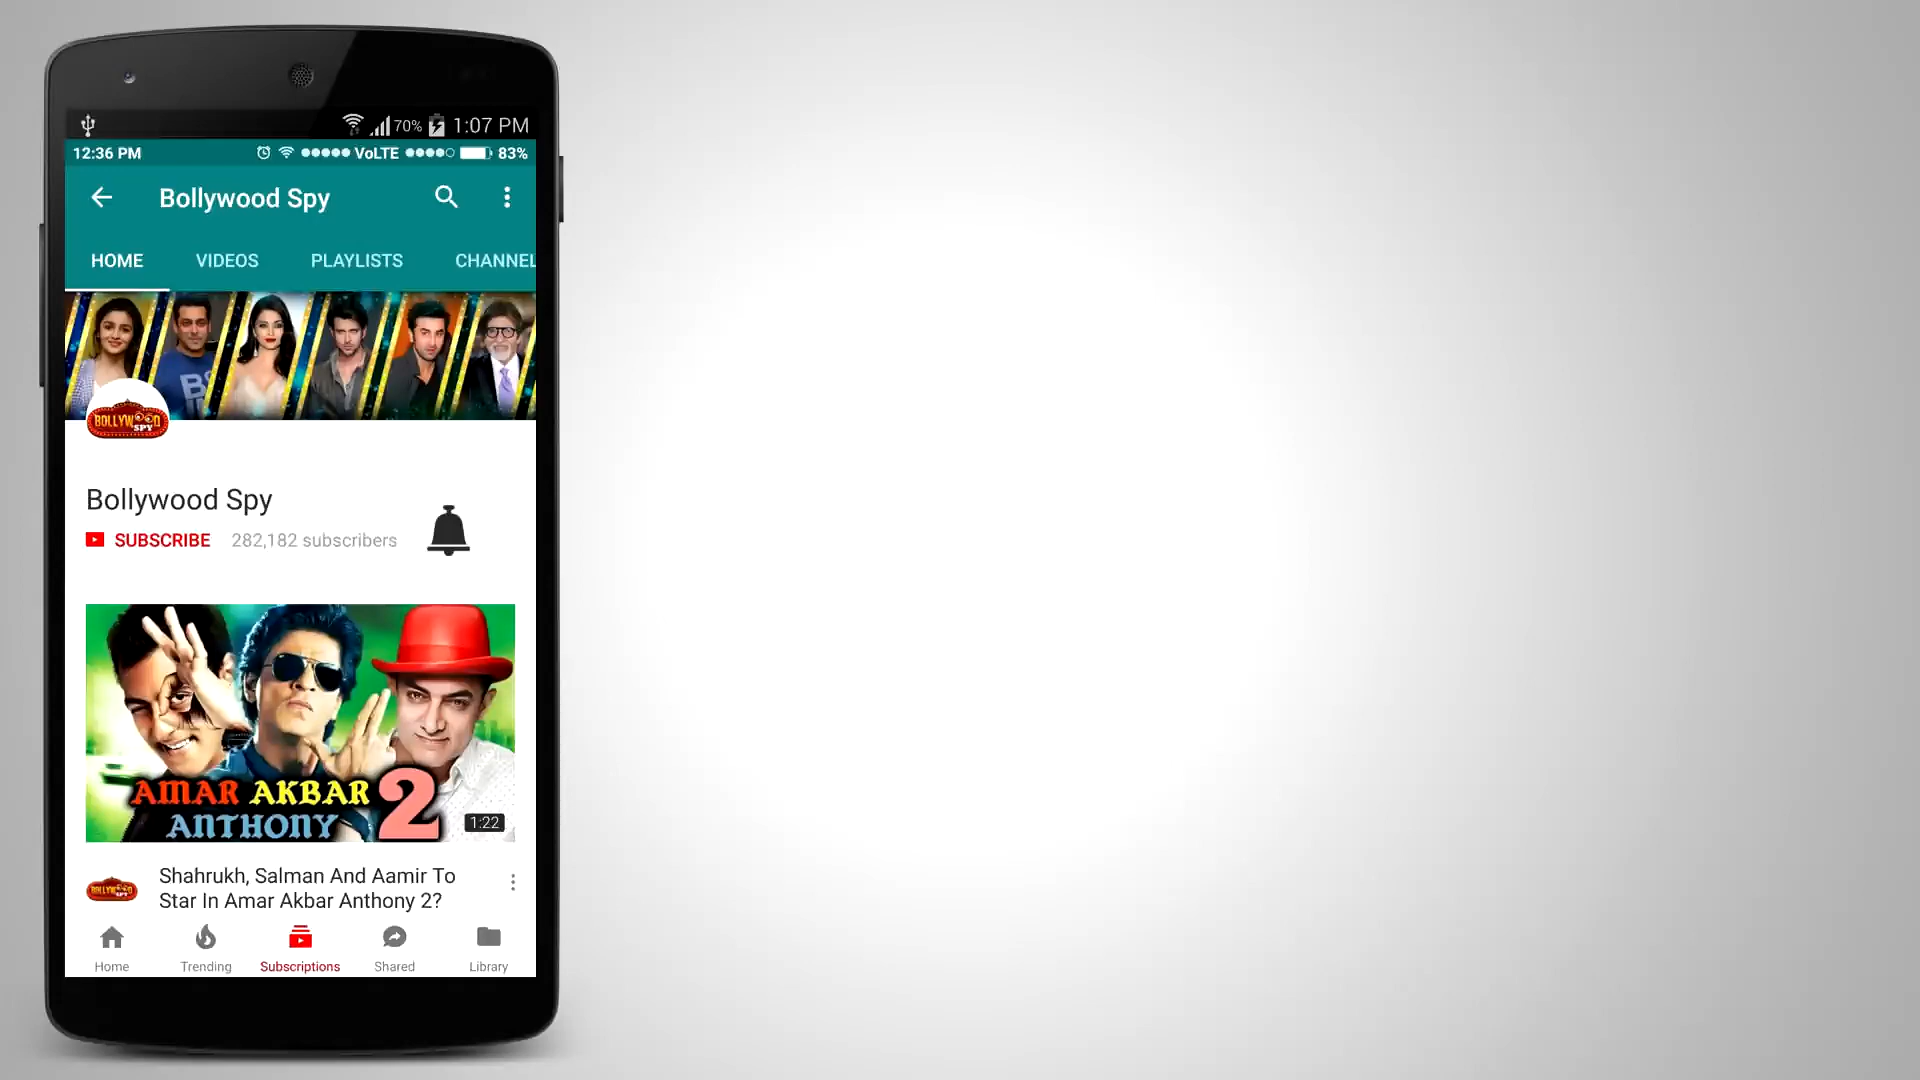 70% 1:07 PM
12:36 PM VoLTE 83%
Bollywood Spy
HOME VIDEOS PLAYLISTS CHANNEL
BOLLYWOOD
SPY
Bollywood Spy
SUBSCRIBE 282,182 subscribers
AMAR AKBAR
ANTHONY 2
1:22
Shahrukh, Salman And Aamir To
Star In Amar Akbar Anthony 2?
BOLLYWOOD
SPY
Home Trending Subscriptions Shared Library